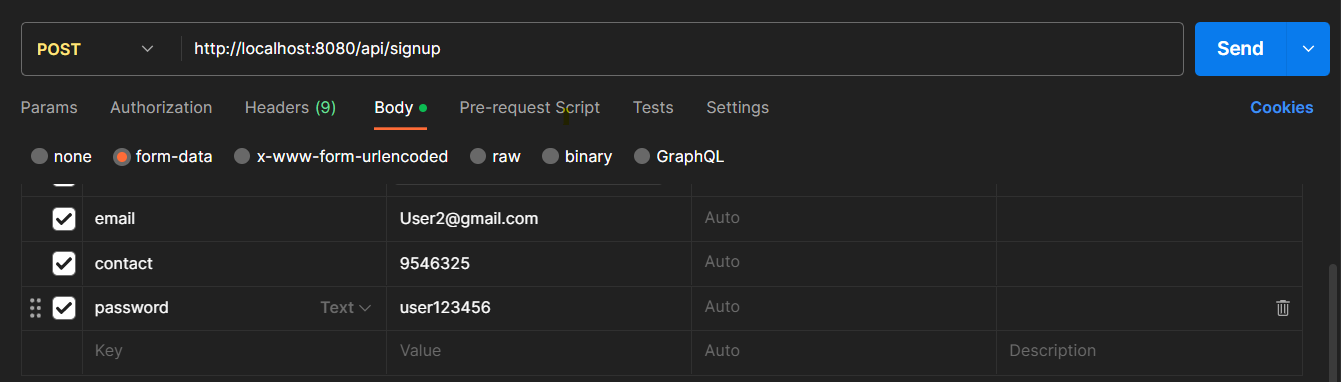 POST http://localhost:8080/api/signup Send
Params Authorization Headers (9) Body Pre-request Script Tests Settings Cookies
none form-data x-www-form-urlencoded raw binary GraphQL
email User2@gmail.com Auto
contact 9546325 Auto
password Text user123456 Auto
Key Value Auto Description